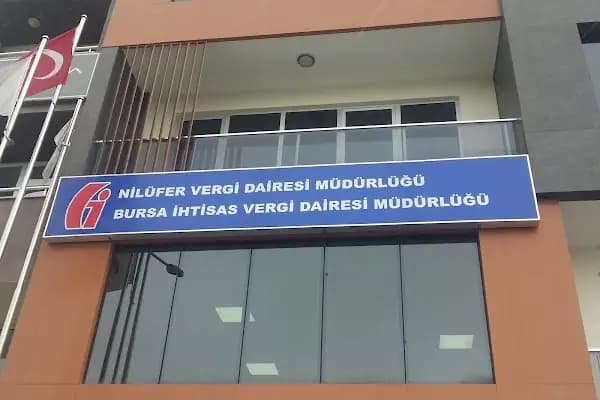 NİLÜFER VERGİ DAİRESİ MÜDÜRLÜĞÜ
BURSA İHTİSAS VERGİ DAİRESİ MÜDÜRLÜĞÜ